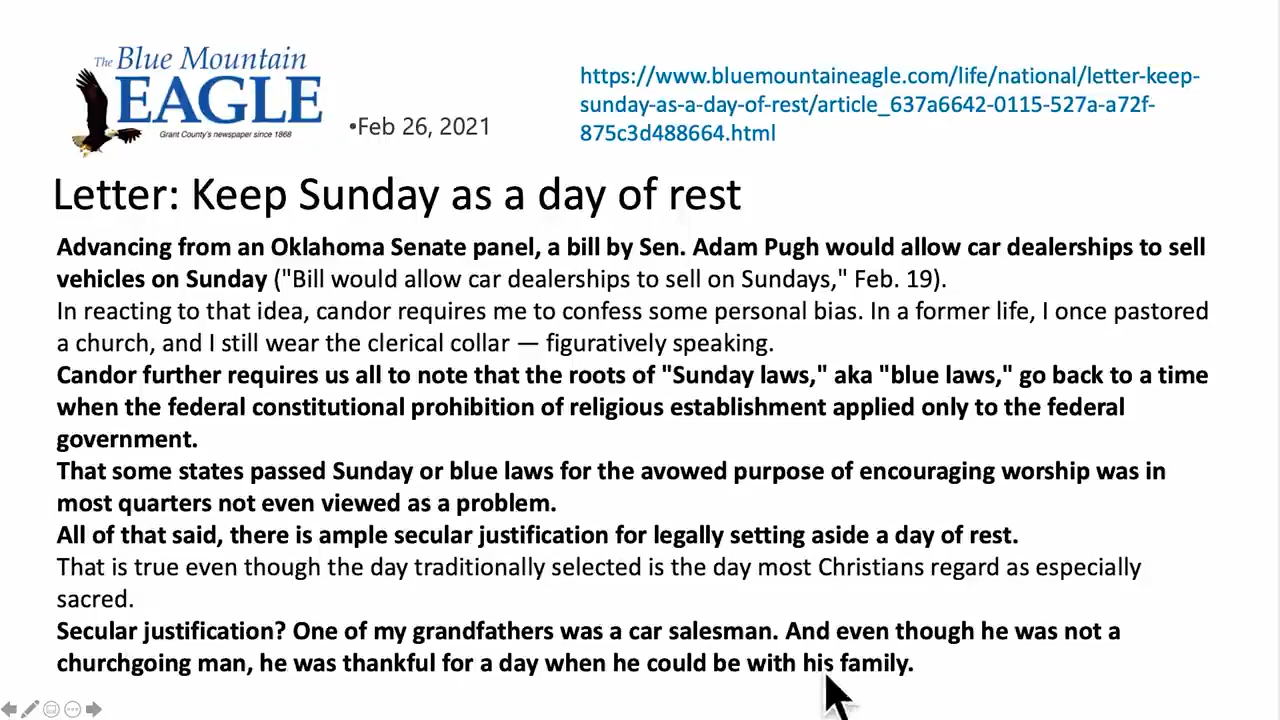 The Blue Mountain
EAGLE
Grant County's newspaper since 1868
•Feb 26, 2021
https://www.bluemountaineagle.com/life/national/letter-keep-
sunday-as-a-day-of-rest/article_637a6642-0115-527a-a72f-
875c3d488664.html
Letter: Keep Sunday as a day of rest
Advancing from an Oklahoma Senate panel, a bill by Sen. Adam Pugh would allow car dealerships to sell
vehicles on Sunday ("Bill would allow car dealerships to sell on Sundays," Feb. 19).
In reacting to that idea, candor requires me to confess some personal bias. In a former life, I once pastored
a church, and I still wear the clerical collar — figuratively speaking.
Candor further requires us all to note that the roots of "Sunday laws," aka "blue laws," go back to a time
when the federal constitutional prohibition of religious establishment applied only to the federal
government.
That some states passed Sunday or blue laws for the avowed purpose of encouraging worship was in
most quarters not even viewed as a problem.
All of that said, there is ample secular justification for legally setting aside a day of rest.
That is true even though the day traditionally selected is the day most Christians regard as especially
sacred.
Secular justification? One of my grandfathers was a car salesman. And even though he was not a
churchgoing man, he was thankful for a day when he could be with his family.